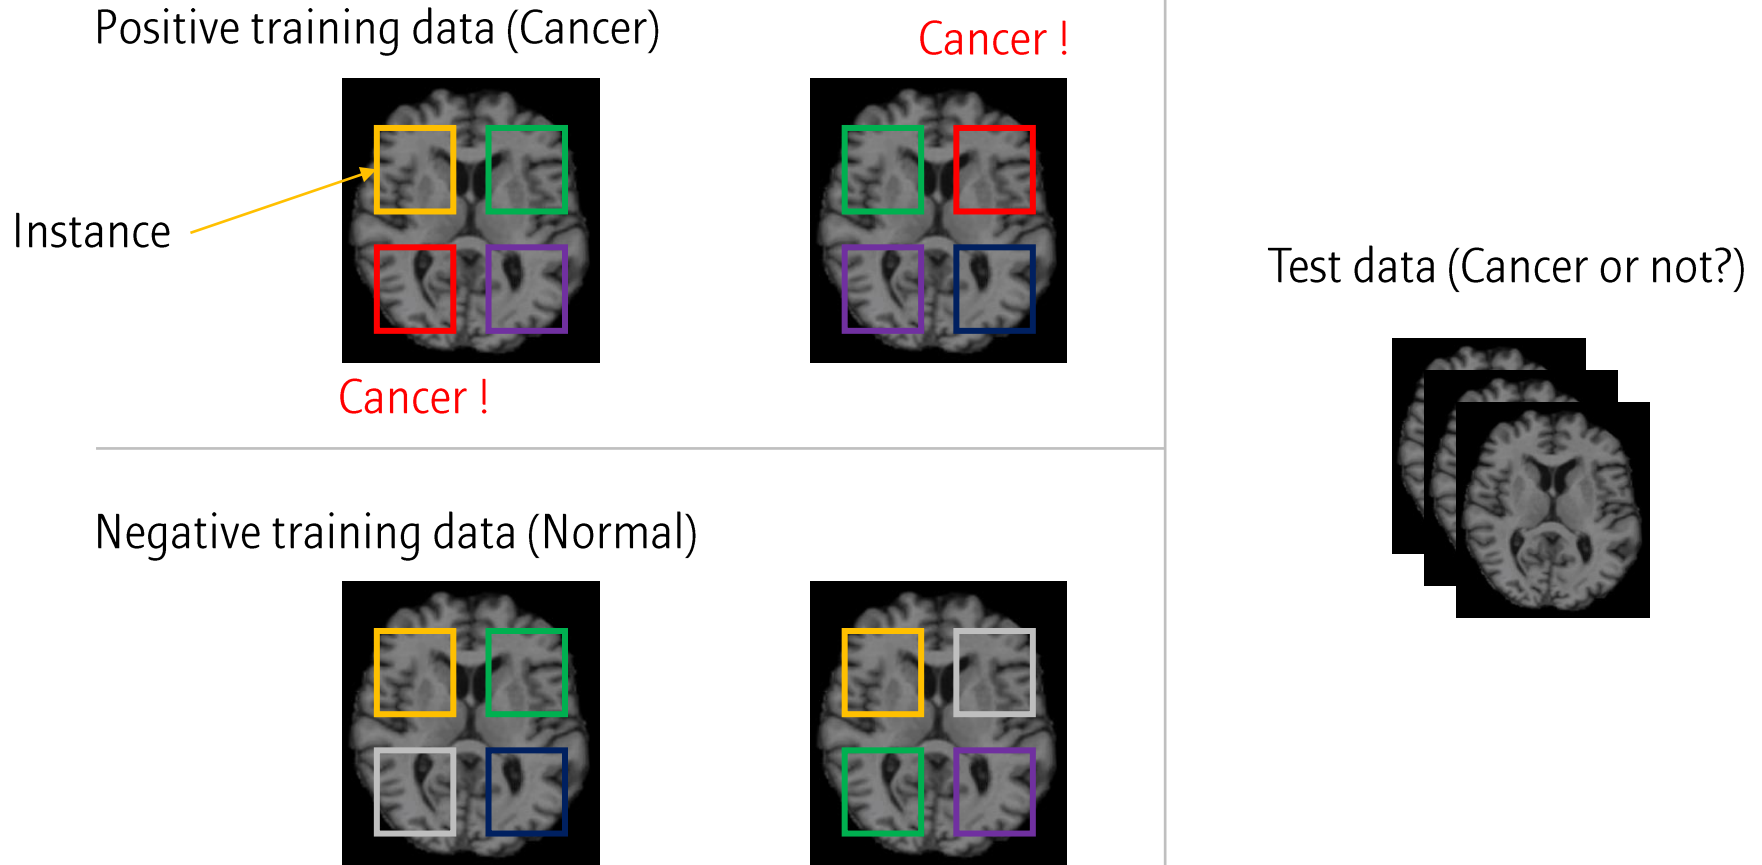 Positive training data (Cancer)
Cancer !
Instance
Cancer !
Negative training data (Normal)
Test data (Cancer or not?)